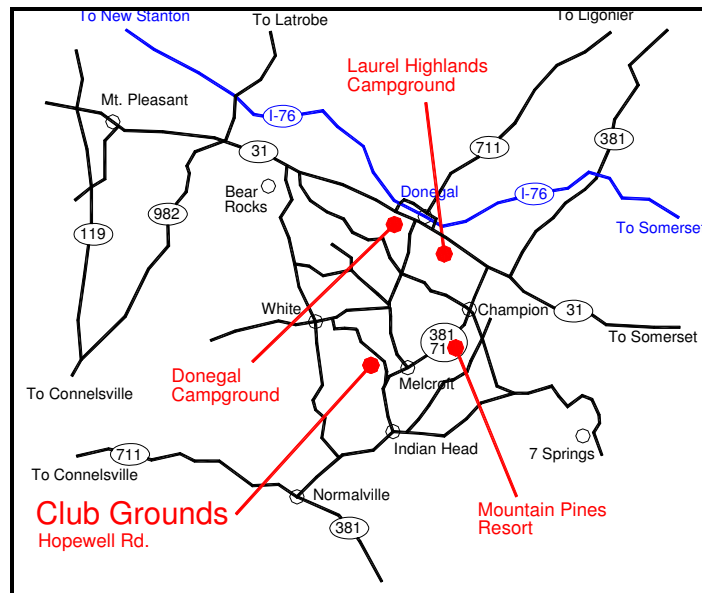 To New Stanton
To Latrobe
To Ligonier
Laurel Highlands
Campground
Mt. Pleasant
I-76
31
711
381
Bear
Rocks
982
Donegal
I-76
119
To Somerset
White
Champion
31
381
71
To Somerset
Donegal
Campground
Melcroft
To Connelsville
Indian Head
7 Springs
711
To Connelsville
Normalville
Club Grounds
Hopewell Rd.
Mountain Pines
Resort
381